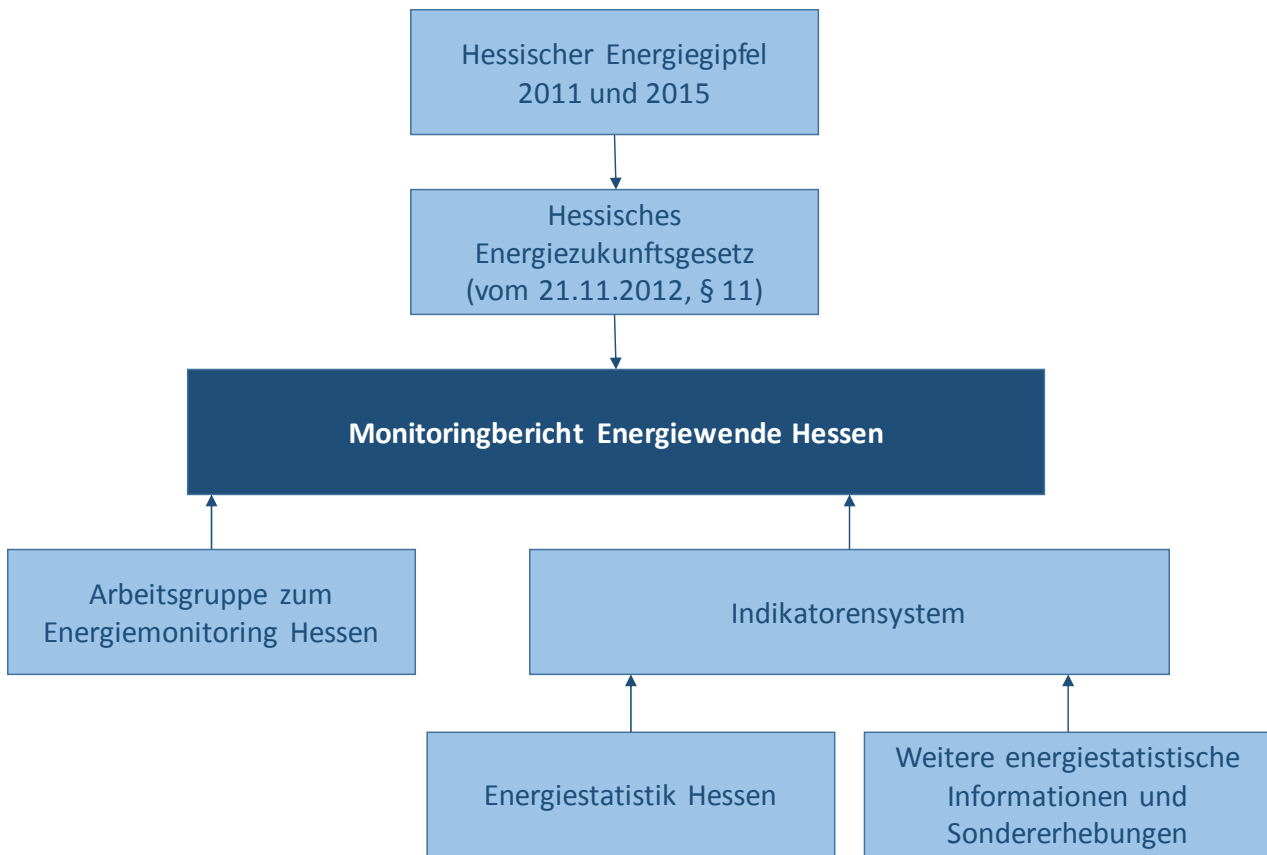 Hessischer Energiegipfel
2011 und 2015
Hessisches
Energiezukunftsgesetz
(vom 21.11.2012, § 11)
Monitoringbericht Energiewende Hessen
Arbeitsgruppe zum
Energiemonitoring Hessen
Indikatorensystem
Energiestatistik Hessen
Weitere energiestatistische
Informationen und
Sondererhebungen